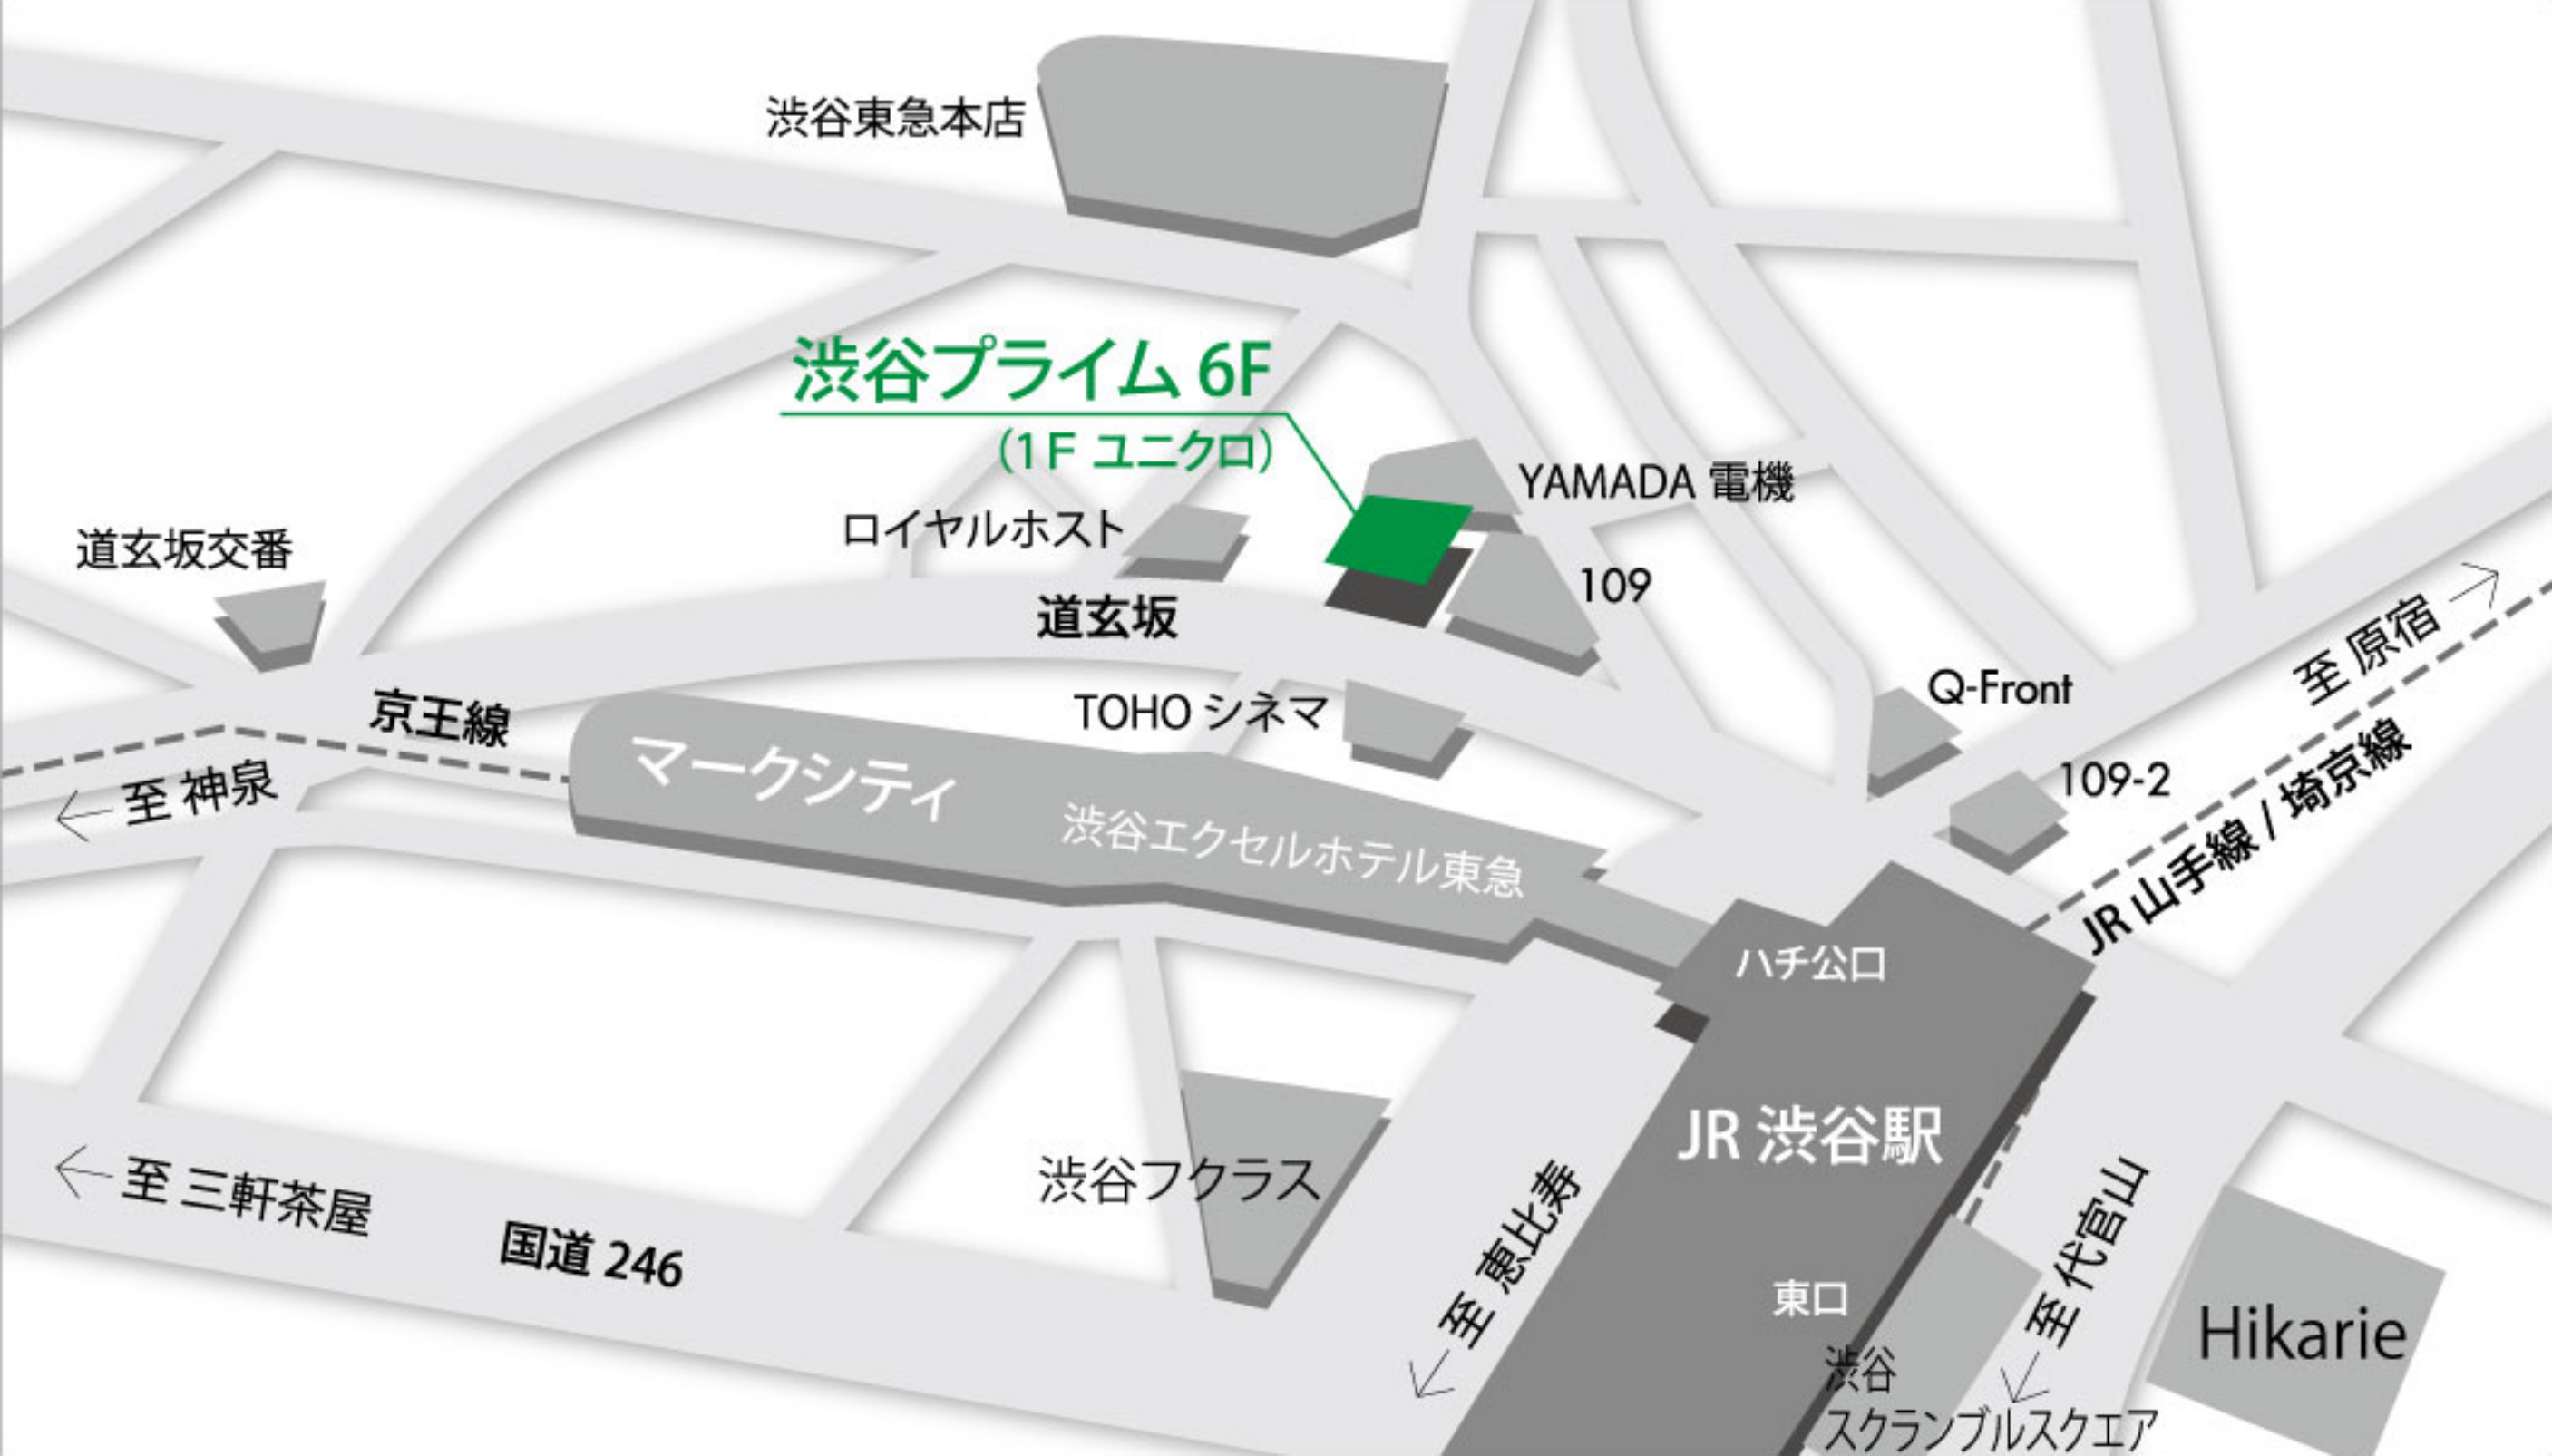 渋谷東急本店
渋谷プライム 6F
（1F ユニクロ）
YAMADA 電機
ロイヤルホスト
道玄坂交番
109
道玄坂
至 原宿
Q-Front
京王線
TOHO シネマ
109-2
マークシティ
至 神泉
渋谷エクセルホテル東急
JR 山手線 / 埼京線
ハチ公口
JR 渋谷駅
至 三軒茶屋
渋谷フクラス
至 恵比寿
至 代官山
国道 246
東口
Hikarie
渋谷
スクランブルスクエア